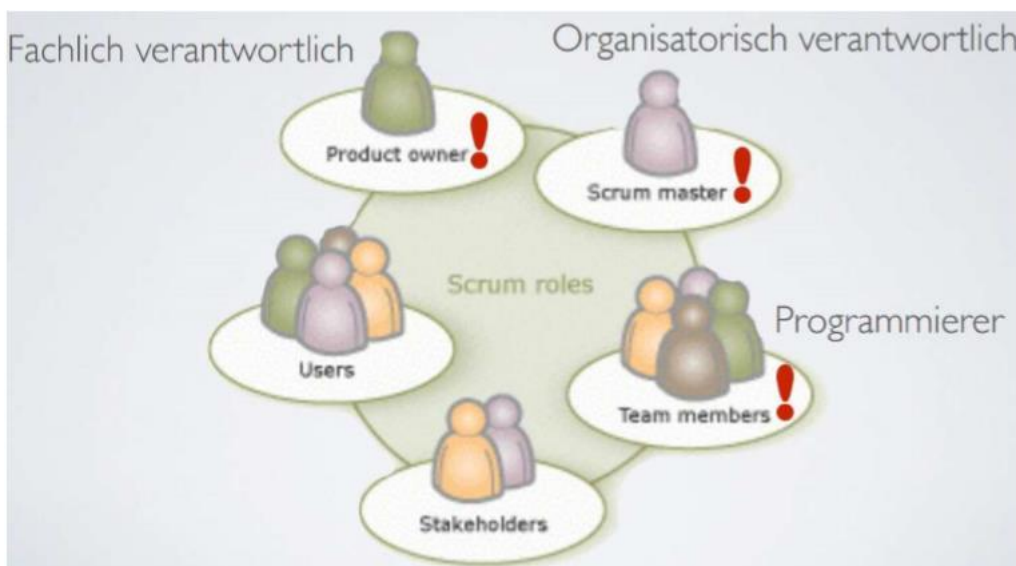 Fachlich verantwortlich
Organisatorisch verantwortlich
Product owner
Scrum master
Scrum roles
Users
Programmierer
Team members
Stakeholders